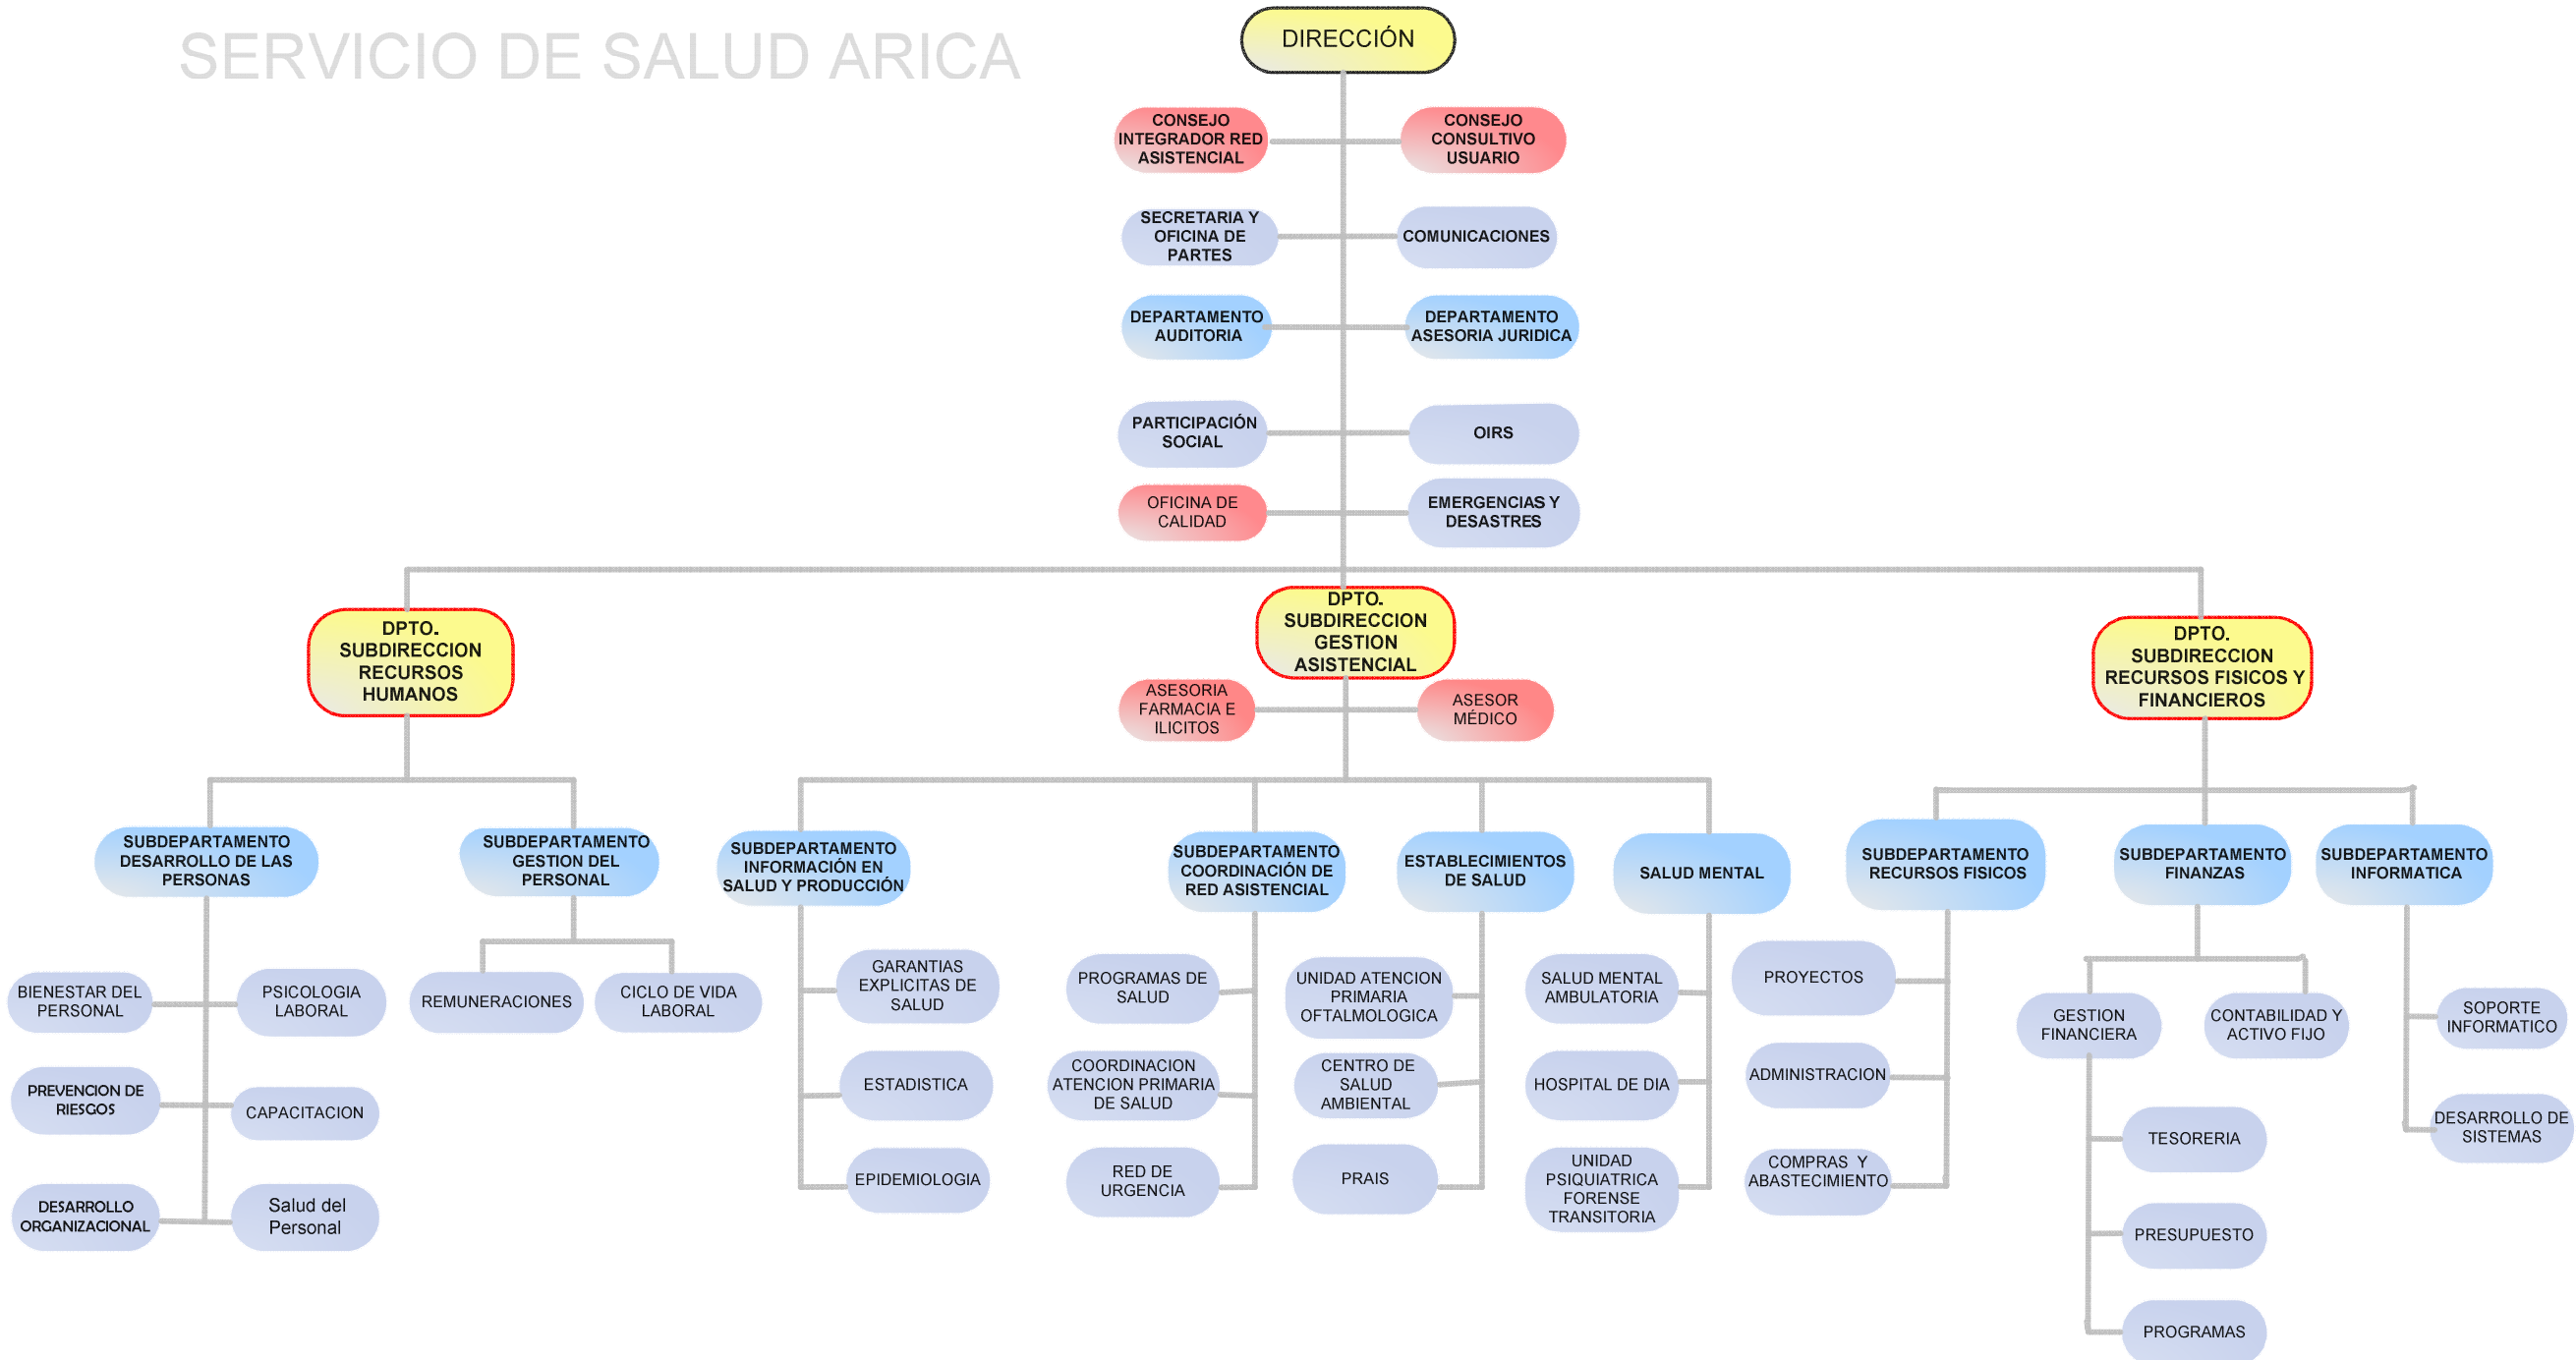 SERVICIO DE SALUD ARICA
DIRECCIÓN
CONSEJO
INTEGRADOR RED
ASISTENCIAL
CONSEJO
CONSULTIVO
USUARIO
SECRETARIA Y
OFICINA DE
PARTES
COMUNICACIONES
DEPARTAMENTO
AUDITORIA
DEPARTAMENTO
ASESORIA JURIDICA
PARTICIPACIÓN
SOCIAL
OIRS
OFICINA DE
CALIDAD
EMERGENCIAS Y
DESASTRES
DPTO.
SUBDIRECCION
RECURSOS
HUMANOS
DPTO.
SUBDIRECCION
GESTION
ASISTENCIAL
DPTO.
SUBDIRECCION
RECURSOS FISICOS Y
FINANCIEROS
ASESORIA
FARMACIA E
ILICITOS
ASESOR
MÉDICO
SUBDEPARTAMENTO
DESARROLLO DE LAS
PERSONAS
SUBDEPARTAMENTO
GESTION DEL
PERSONAL
SUBDEPARTAMENTO
INFORMACIÓN EN
SALUD Y PRODUCCIÓN
SUBDEPARTAMENTO
COORDINACIÓN DE
RED ASISTENCIAL
ESTABLECIMIENTOS
DE SALUD
SALUD MENTAL
SUBDEPARTAMENTO
RECURSOS FISICOS
SUBDEPARTAMENTO
FINANZAS
SUBDEPARTAMENTO
INFORMATICA
BIENESTAR DEL
PERSONAL
PSICOLOGIA
LABORAL
REMUNERACIONES
CICLO DE VIDA
LABORAL
GARANTIAS
EXPLICITAS DE
SALUD
PROGRAMAS DE
SALUD
UNIDAD ATENCION
PRIMARIA
OFTALMOLOGICA
SALUD MENTAL
AMBULATORIA
PROYECTOS
GESTION
FINANCIERA
CONTABILIDAD Y
ACTIVO FIJO
SOPORTE
INFORMATICO
PREVENCION DE
RIESGOS
CAPACITACION
ESTADISTICA
COORDINACION
ATENCION PRIMARIA
DE SALUD
CENTRO DE
SALUD
AMBIENTAL
HOSPITAL DE DIA
ADMINISTRACION
TESORERIA
DESARROLLO DE
SISTEMAS
DESARROLLO
ORGANIZACIONAL
Salud del
Personal
EPIDEMIOLOGIA
RED DE
URGENCIA
PRAIS
UNIDAD
PSIQUIATRICA
FORENSE
TRANSITORIA
COMPRAS Y
ABASTECIMIENTO
PRESUPUESTO
PROGRAMAS